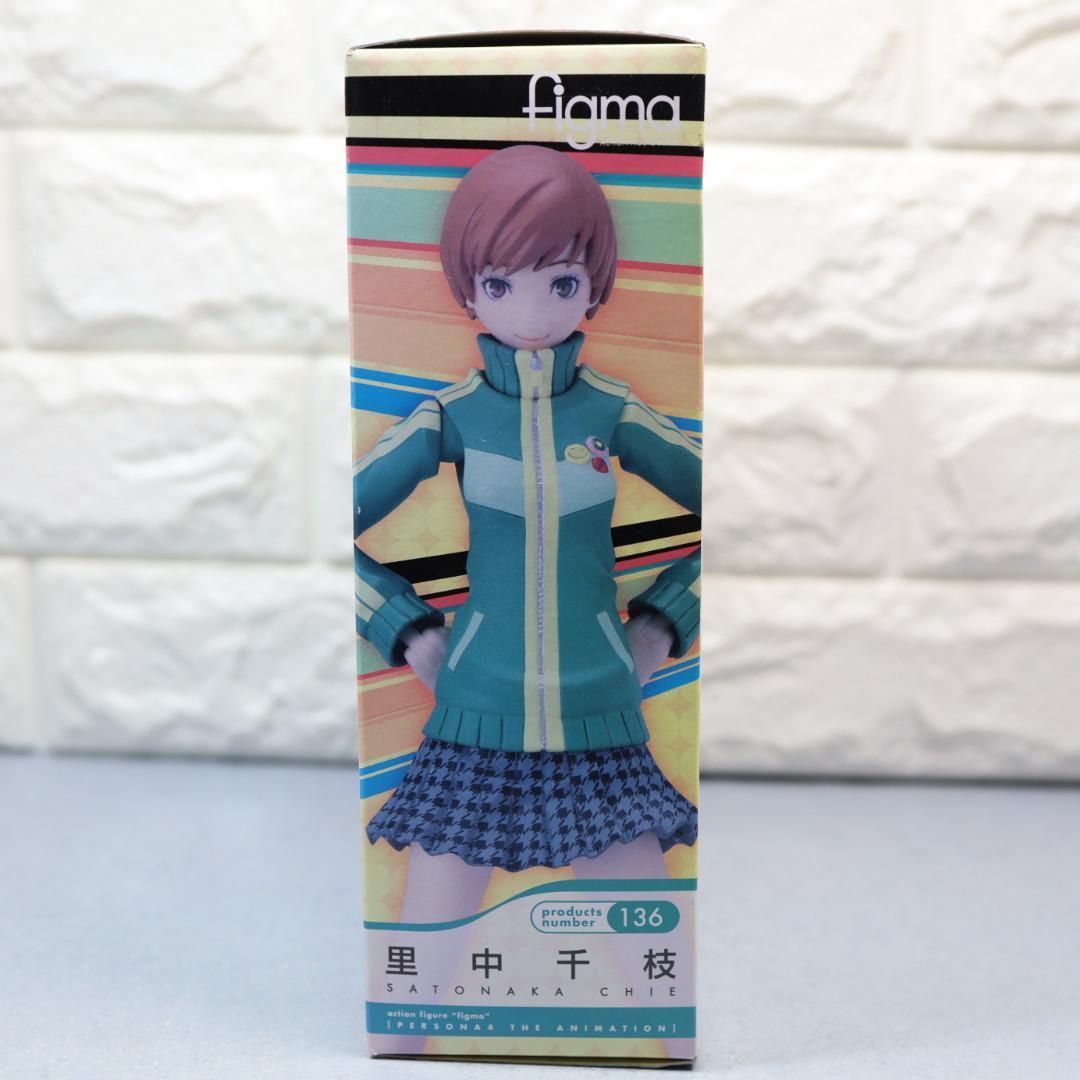 figma
products
number 136
里中千枝
SATONAKA CHIE
action figure "figma"
[PERSONA4 THE ANIMATION]